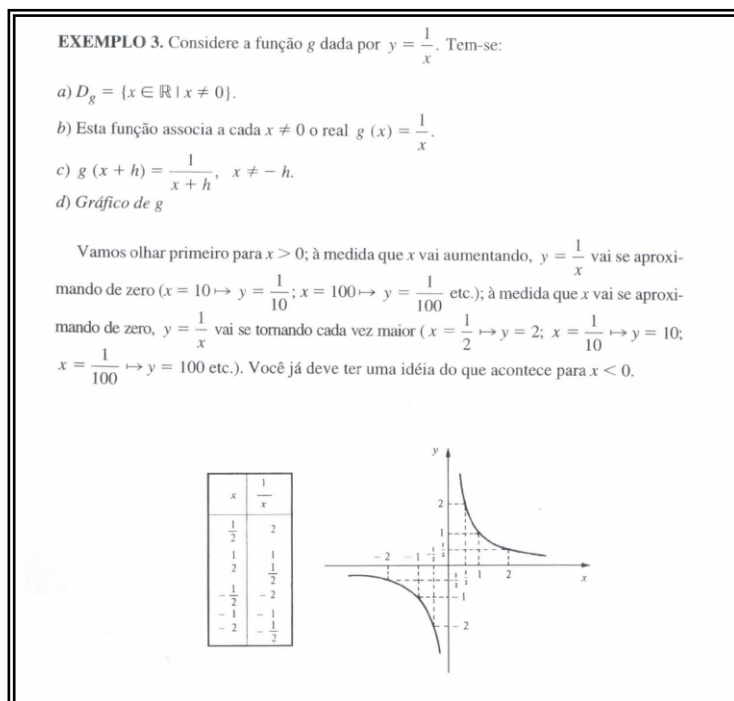 EXEMPLO 3. Considere a função g dada por y = 1/x. Tem-se:
a) D_g = {x ∈ ℝ | x ≠ 0}.
b) Esta função associa a cada x ≠ 0 o real g (x) = 1/x.
c) g (x + h) = 1/(x + h), x ≠ − h.
d) Gráfico de g
Vamos olhar primeiro para x > 0; à medida que x vai aumentando, y = 1/x vai se aproxi-
mando de zero (x = 10 ↦ y = 1/10; x = 100 ↦ y = 1/100 etc.); à medida que x vai se aproxi-
mando de zero, y = 1/x vai se tornando cada vez maior ( x = 1/2 ↦ y = 2; x = 1/10 ↦ y = 10;
x = 1/100 ↦ y = 100 etc.). Você já deve ter uma idéia do que acontece para x < 0.
x 1/x
1/2 2
1 1
2 1/2
− 1/2 − 2
− 1 − 1
− 2 − 1/2
y
2
1 1/2
− 2 − 1 − 1/2
1/2 1 2 x
1/2
− 1
− 2